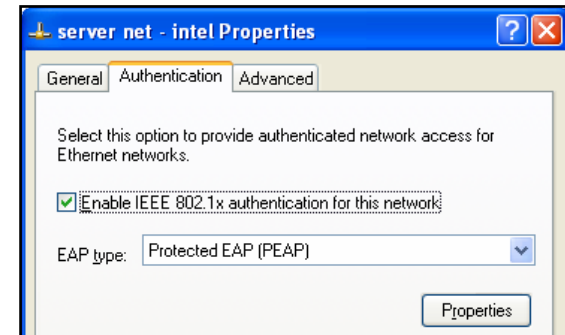 server net - intel Properties
General Authentication Advanced
Select this option to provide authenticated network access for
Ethernet networks.
Enable IEEE 802.1x authentication for this network
EAP type: Protected EAP (PEAP)
Properties